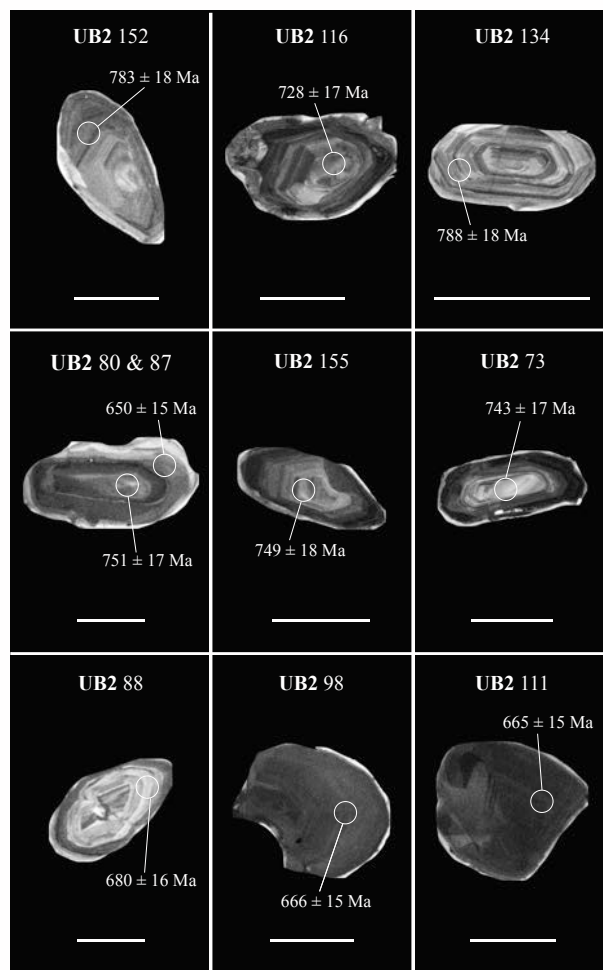 UB2 152
783 ± 18 Ma
UB2 116
728 ± 17 Ma
UB2 134
788 ± 18 Ma
UB2 80 & 87
650 ± 15 Ma
751 ± 17 Ma
UB2 155
749 ± 18 Ma
UB2 73
743 ± 17 Ma
UB2 88
680 ± 16 Ma
UB2 98
666 ± 15 Ma
UB2 111
665 ± 15 Ma